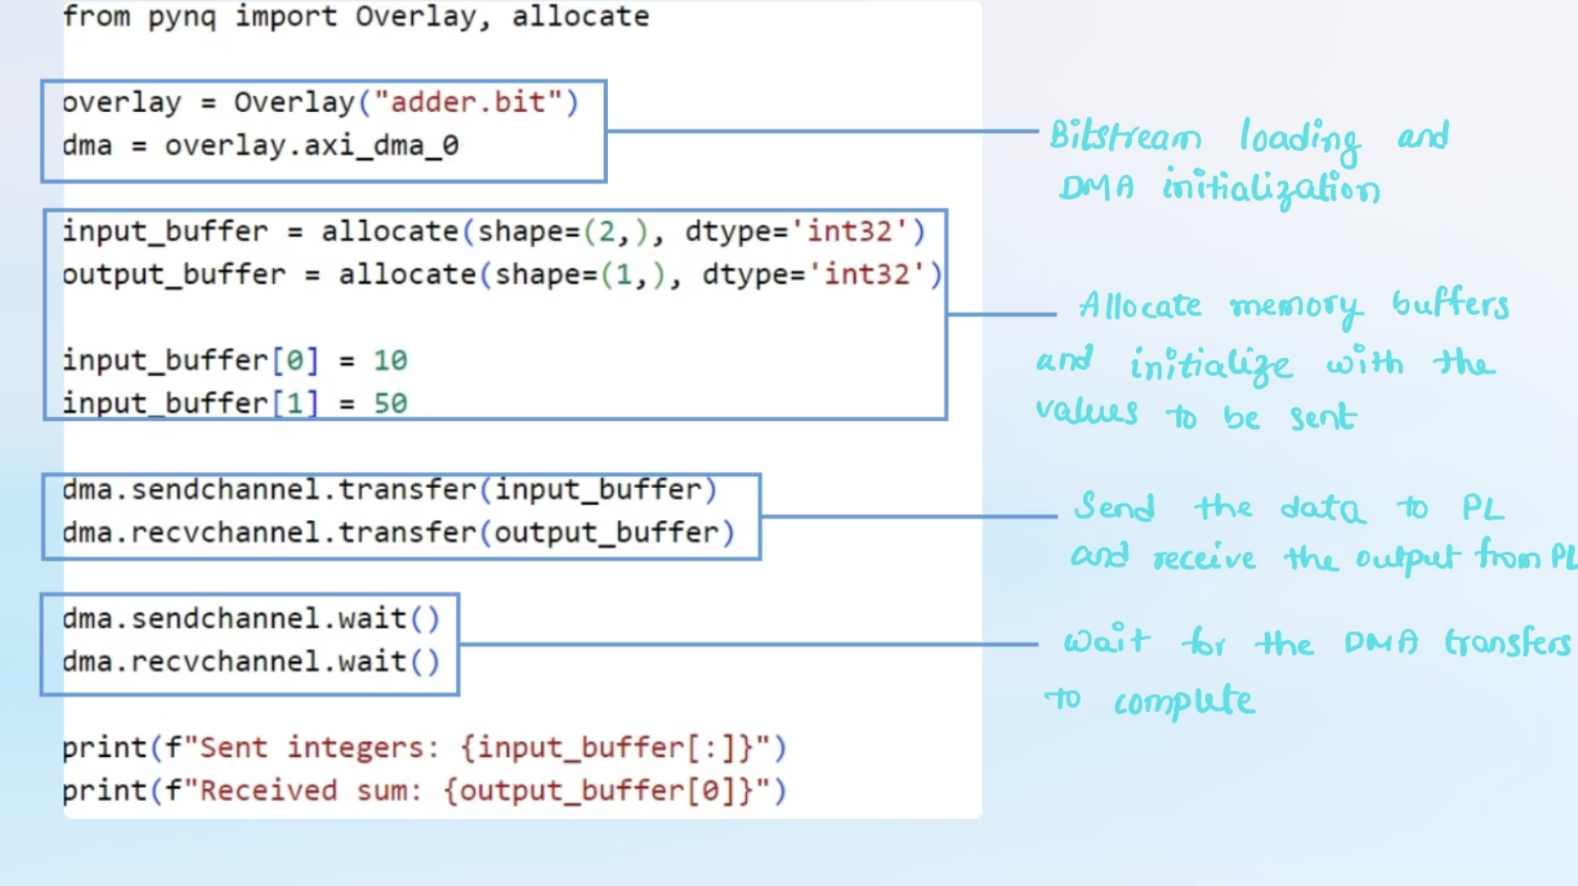 from pynq import Overlay, allocate
overlay = Overlay("adder.bit")
dma = overlay.axi_dma_0
Bitstream loading and
DMA initialization
input_buffer = allocate(shape=(2,), dtype='int32')
output_buffer = allocate(shape=(1,), dtype='int32')
input_buffer[0] = 10
input_buffer[1] = 50
Allocate memory buffers
and initialize with the
values to be sent
dma.sendchannel.transfer(input_buffer)
dma.recvchannel.transfer(output_buffer)
Send the data to PL
and receive the output from PL
dma.sendchannel.wait()
dma.recvchannel.wait()
wait for the DMA transfers
to complete
print(f"Sent integers: {input_buffer[:]}")
print(f"Received sum: {output_buffer[0]}")